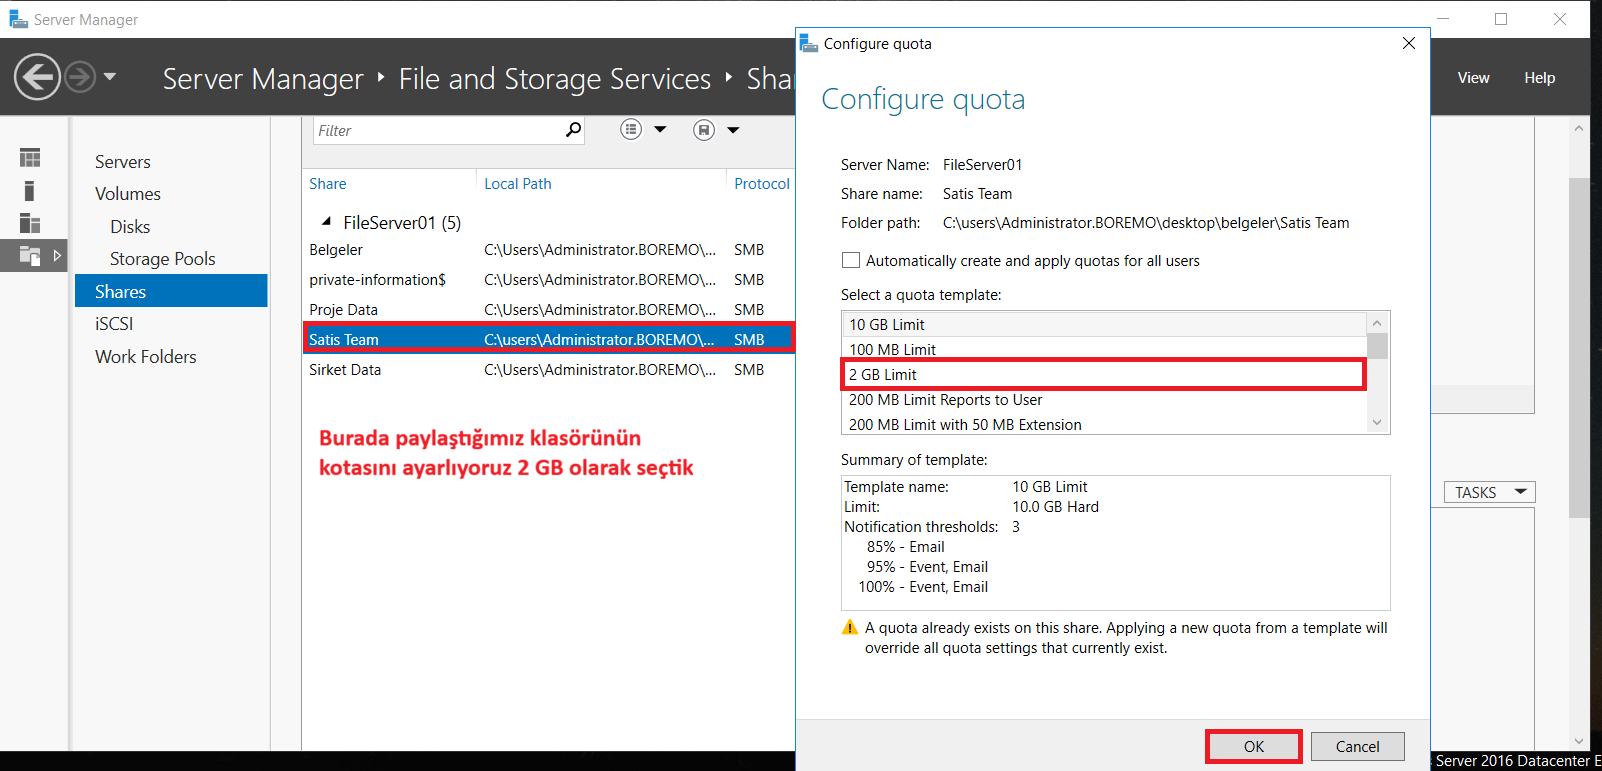 Server Manager
Server Manager ‣ File and Storage Services ‣ Shar
View
Help
Servers
Volumes
Disks
Storage Pools
Shares
iSCSI
Work Folders
Filter
Share Local Path Protocol
FileServer01 (5)
Belgeler C:\Users\Administrator.BOREMO\... SMB
private-information$ C:\Users\Administrator.BOREMO\... SMB
Proje Data C:\Users\Administrator.BOREMO\... SMB
Satis Team C:\users\Administrator.BOREMO\... SMB
Sirket Data C:\Users\Administrator.BOREMO\... SMB
Burada paylaştığımız klasörünün
kotasını ayarlıyoruz 2 GB olarak seçtik
Configure quota
Configure quota
Server Name: FileServer01
Share name: Satis Team
Folder path: C:\users\Administrator.BOREMO\desktop\belgeler\Satis Team
Automatically create and apply quotas for all users
Select a quota template:
10 GB Limit
100 MB Limit
2 GB Limit
200 MB Limit Reports to User
200 MB Limit with 50 MB Extension
Summary of template:
Template name: 10 GB Limit
Limit: 10.0 GB Hard
Notification thresholds: 3
85% - Email
95% - Event, Email
100% - Event, Email
A quota already exists on this share. Applying a new quota from a template will
override all quota settings that currently exist.
OK
Cancel
TASKS
Server 2016 Datacenter E